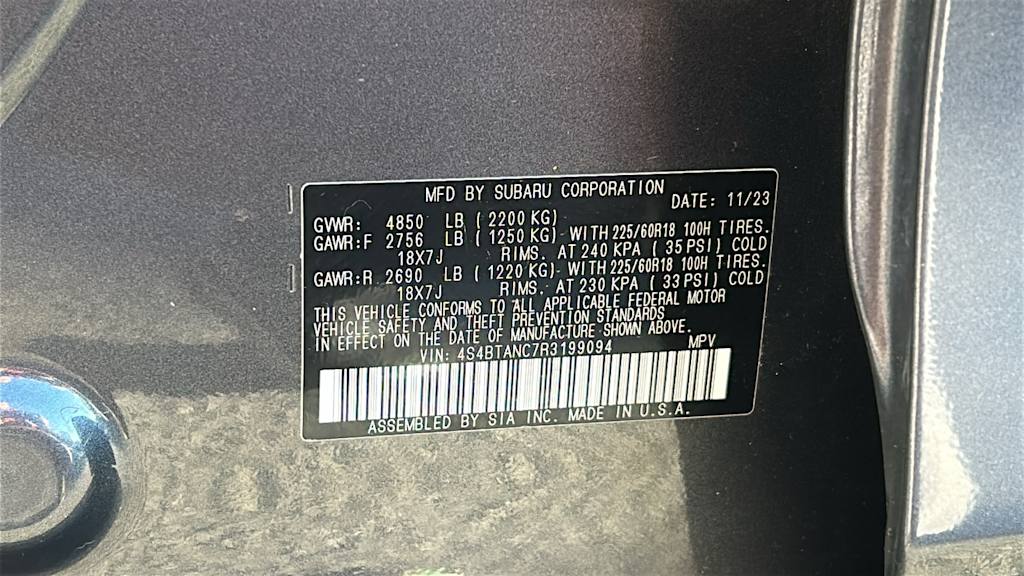 MFD BY SUBARU CORPORATION DATE: 11/23
GVWR: 4850 LB (2200 KG)
GAWR:F 2756 LB (1250 KG)- WITH 225/60R18 100H TIRES.
18X7J RIMS. AT 240 KPA (35 PSI) COLD
GAWR:R 2690 LB (1220 KG)- WITH 225/60R18 100H TIRES.
18X7J RIMS. AT 230 KPA (33 PSI) COLD
THIS VEHICLE CONFORMS TO ALL APPLICABLE FEDERAL MOTOR
VEHICLE SAFETY AND THEFT PREVENTION STANDARDS
IN EFFECT ON THE DATE OF MANUFACTURE SHOWN ABOVE.
VIN: 4S4BTANC7R3199094 MPV
ASSEMBLED BY SIA INC. MADE IN U.S.A.